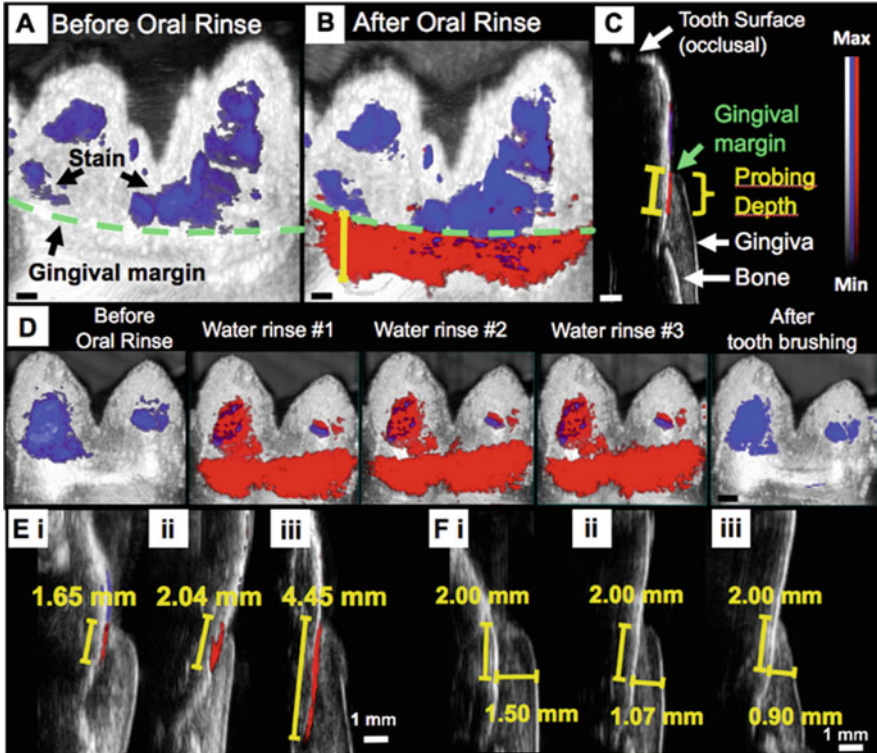 A Before Oral Rinse
Stain
Gingival margin
B After Oral Rinse
C
Tooth Surface
(occlusal)
Gingival
margin
Probing
Depth
Gingiva
Bone
Max
Min
D
Before
Oral Rinse
Water rinse #1
Water rinse #2
Water rinse #3
After
tooth brushing
E i
1.65 mm
ii
2.04 mm
iii
4.45 mm
1 mm
F i
2.00 mm
1.50 mm
ii
2.00 mm
1.07 mm
iii
2.00 mm
0.90 mm
1 mm